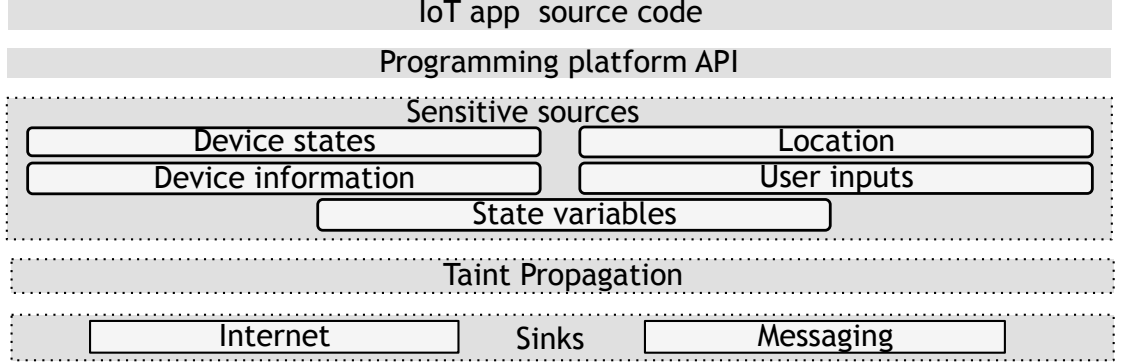 IoT app source code
Programming platform API
Sensitive sources
Device states
Location
Device information
User inputs
State variables
Taint Propagation
Internet
Sinks
Messaging